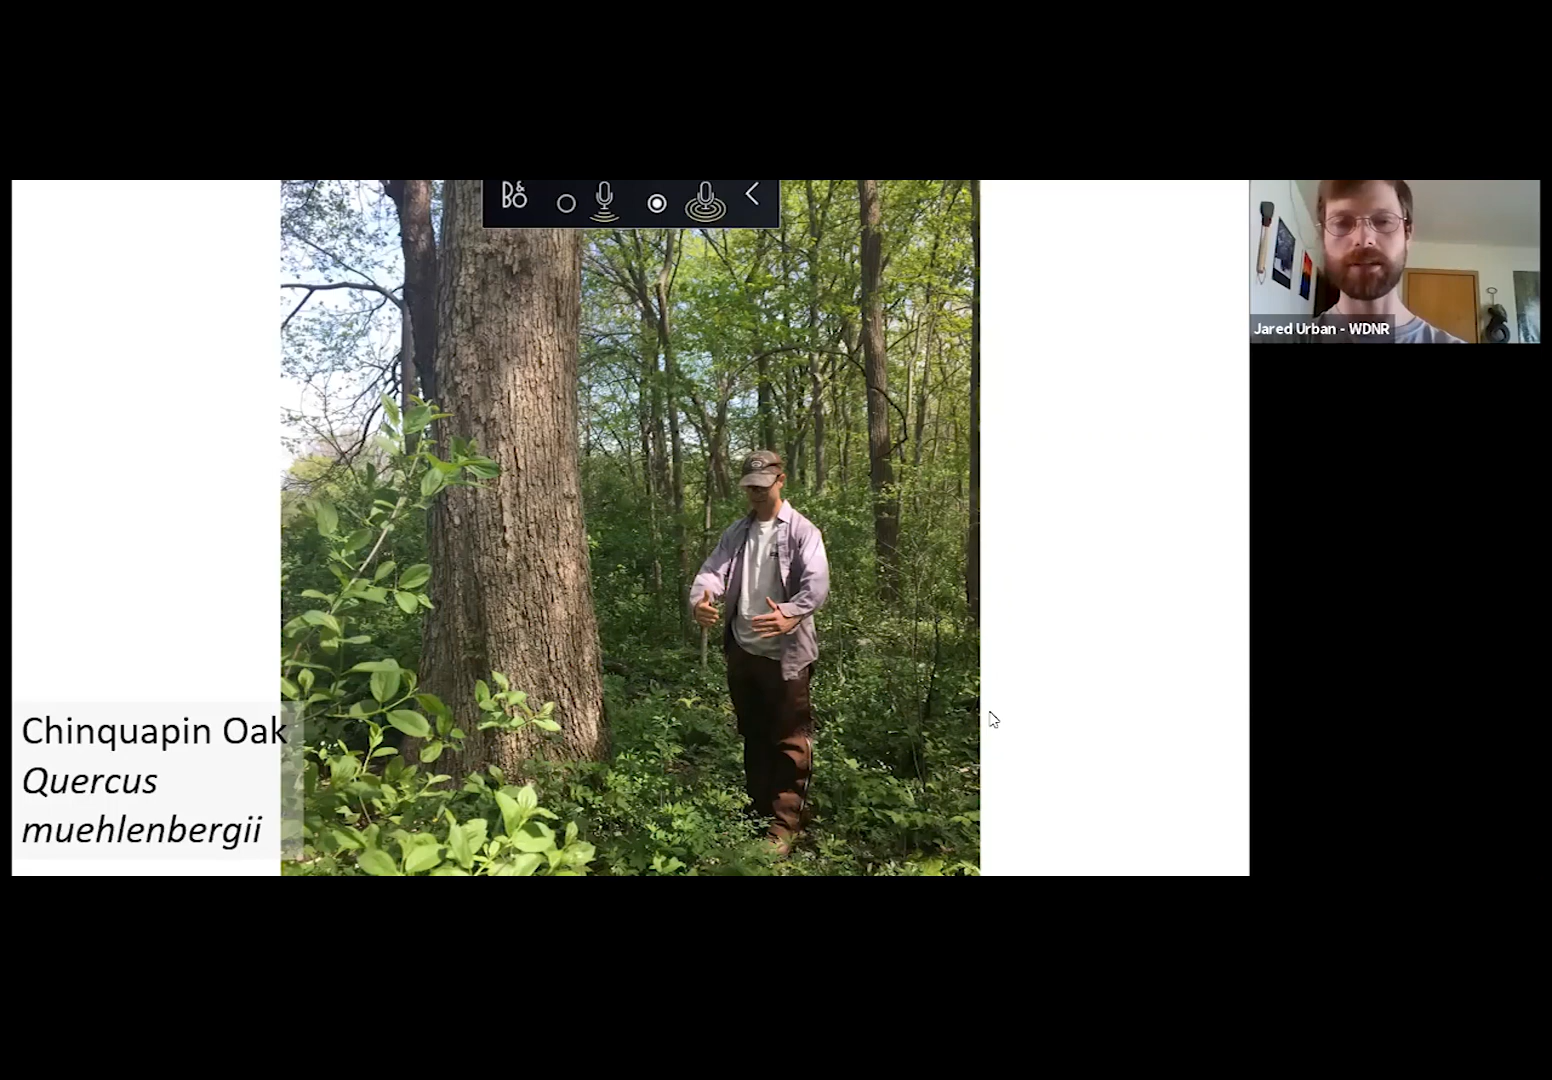 B&O
Jared Urban - WDNR
Chinquapin Oak
Quercus
muehlenbergii